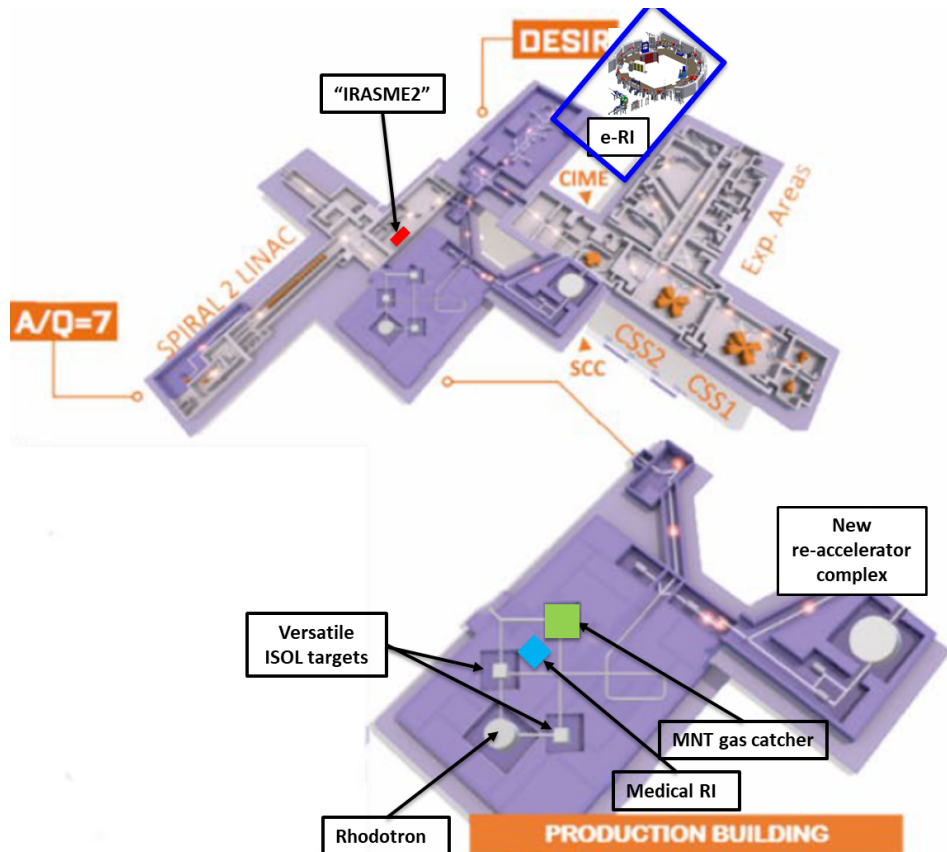 DESIR
“IRASME2”
e-RI
CIME
Exp. Areas
SPIRAL 2 LINAC
A/Q=7
SCC
CSS2
CSS1
New
re-accelerator
complex
Versatile
ISOL targets
MNT gas catcher
Medical RI
Rhodotron
PRODUCTION BUILDING